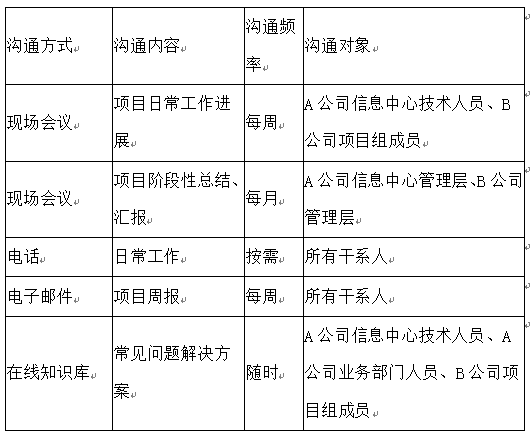 沟通方式
沟通内容
沟通频
率
沟通对象
现场会议
项目日常工作进
展
每周
A公司信息中心技术人员、B
公司项目组成员
现场会议
项目阶段性总结、
汇报
每月
A公司信息中心管理层、B公司
管理层
电话
日常工作
按需
所有干系人
电子邮件
项目周报
每周
所有干系人
在线知识库
常见问题解决方
案
随时
A公司信息中心技术人员、A
公司业务部门人员、B公司项
目组成员